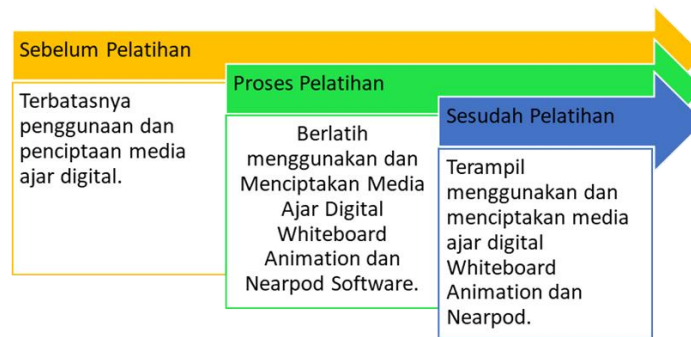 Sebelum Pelatihan
Terbatasnya
penggunaan dan
penciptaan media
ajar digital.
Proses Pelatihan
Berlatih
menggunakan dan
Menciptakan Media
Ajar Digital
Whiteboard
Animation dan
Nearpod Software.
Sesudah Pelatihan
Terampil
menggunakan dan
menciptakan media
ajar digital
Whiteboard
Animation dan
Nearpod.